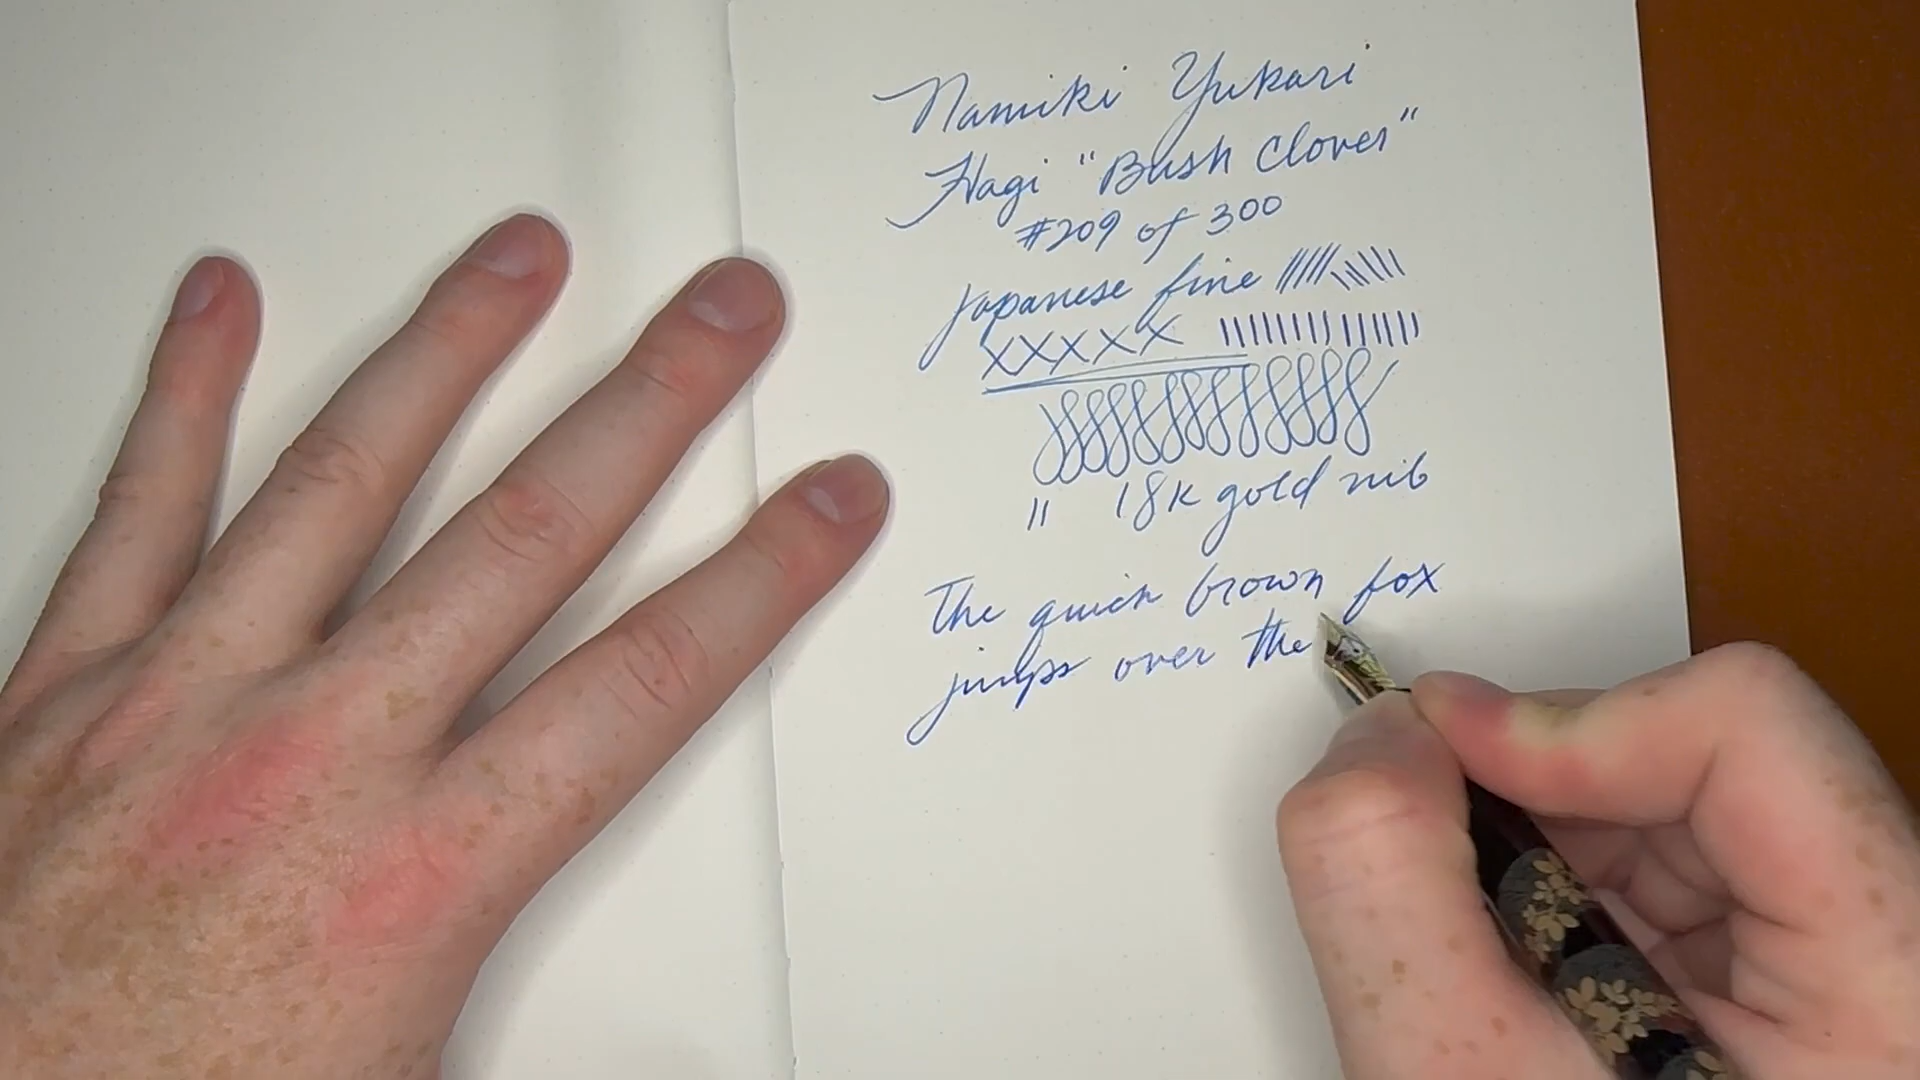 Namiki Yukari
Hagi "Bush Clover"
#209 of 300
Japanese fine
XXXXX
" 18K gold nib
The quick brown fox
jumps over the